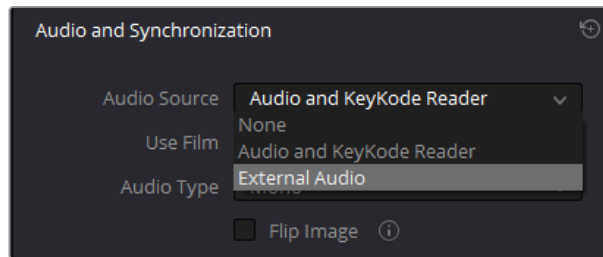 Audio and Synchronization
Audio Source Audio and KeyKode Reader
None
Use Film
Audio and KeyKode Reader
External Audio
Audio Type Mono
Flip Image